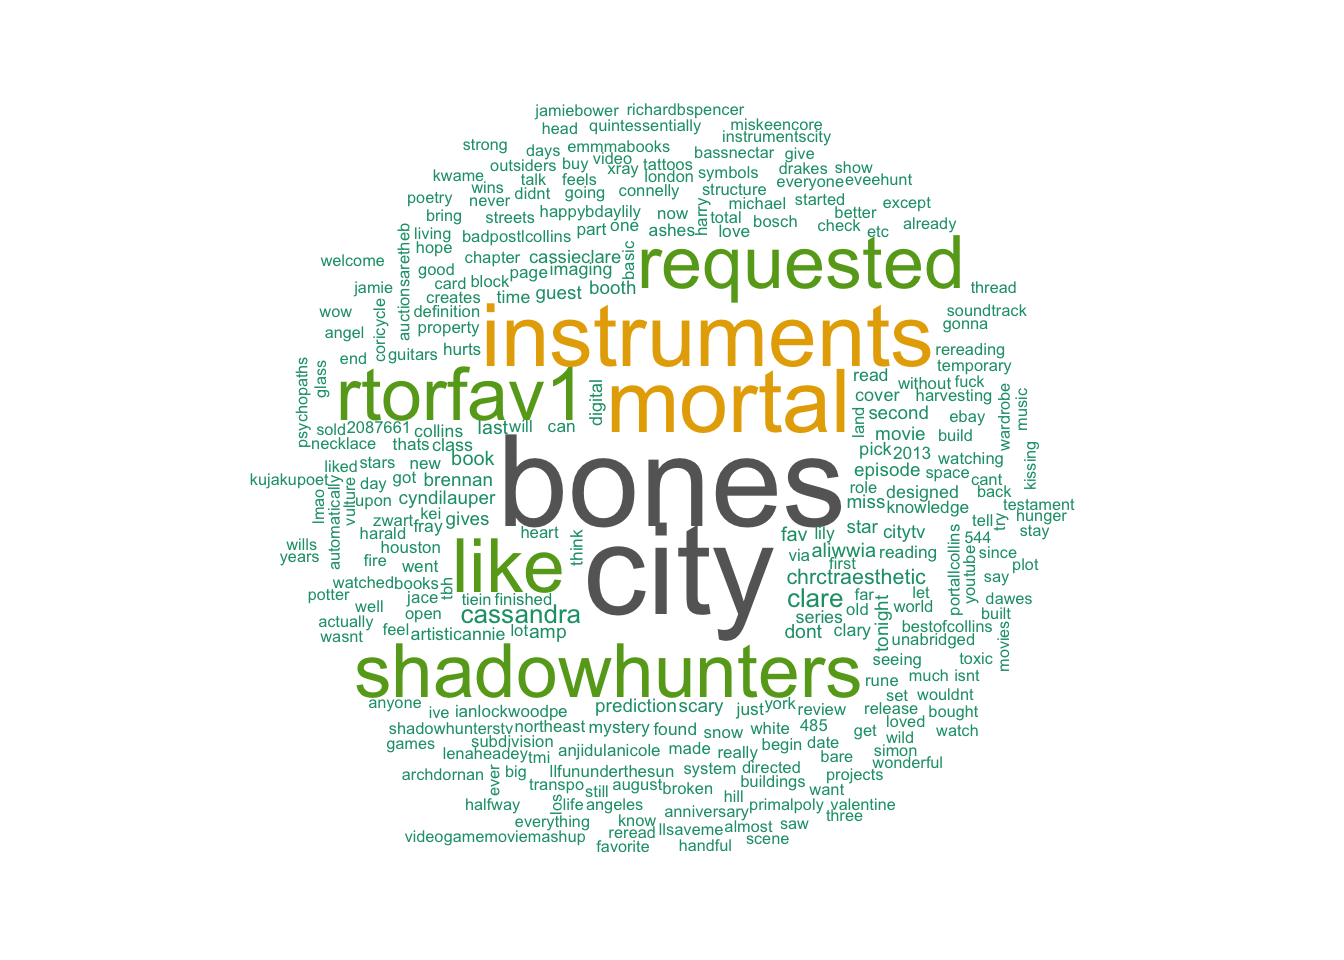 jamiebower richardbspencer
head quintessentially miskeencore
instrumentscity
strong days emmmabooks bassnectar give
outsiders buy video xray tattoos drakes show
kwame talk feels london symbols everyone eveehunt
wins never didnt going connelly structure
poetry michael started except
bring streets happybdaylily now harry total bosch better already
living badpostlcollins part one ashes love check etc
hope basic requested
welcome good chapter cassieclare
page imaging
jamie card block booth thread
creates time guest
wow auctionsaretheb definition instruments soundtrack
angel coricycle property gonna
end guitars hurts rereading
psychopaths glass rtorfav1 digital mortal read without fuck temporary
cover harvesting
sold 2087661 collins last will can land second ebay wardrobe music
necklace thats class movie build
liked stars new book bones pick 2013 watching
kujakupoet day got brennan episode space cant kissing
lmao automatically vulture upon cyndilauper role designed back testament
miss knowledge
zwart kei gives star citytv tell try hunger
harald fray heart fav lily 544 stay
wills houston like think city via aliwwia reading since
years fire went first plot
watched books chrctraesthetic portallcollins youtube say
potter jace tbh tiein finished clare far let dawes
well open cassandra series old world built
actually feel artisticannie lot amp dont clary tonight bestofcollins
wasnt unabridged movies
shadowhunters seeing toxic
rune much isnt
anyone prediction scary just york set wouldnt
ive ianlockwoodpe review release bought
shadowhunterstv northeast mystery found snow white 485 get loved watch
games subdivision made really begin date wild simon
lenaheadey tmi anjidulanicole bare wonderful
archdornan ever big llfununderthesun system directed projects
transpo still august broken buildings want
halfway los life angeles hill primalpoly valentine
everything know anniversary three
videogamemoviemashup reread llsaveme almost saw
favorite handful scene